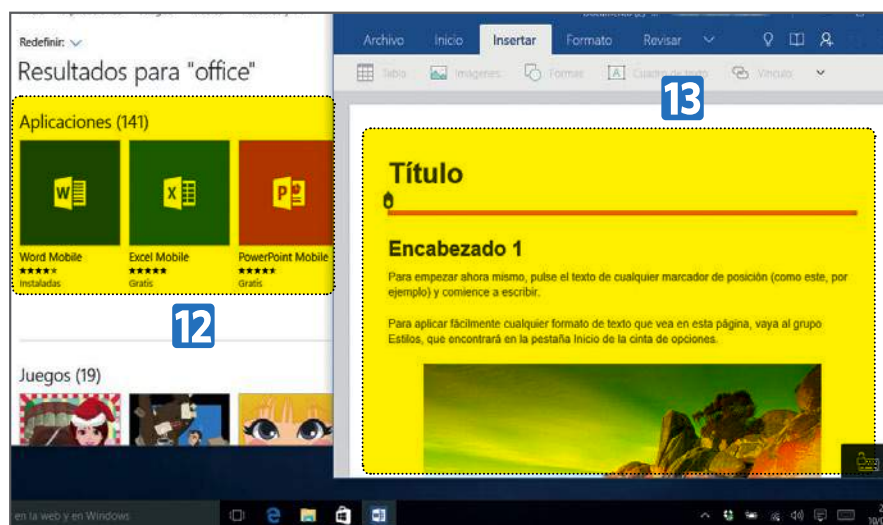 Redefinir:
Resultados para "office"
Aplicaciones (141)
Word Mobile
Instaladas
Excel Mobile
Gratis
PowerPoint Mobile
Gratis
12
Juegos (19)
en la web y en Windows
Archivo Inicio Insertar Formato Revisar
Tabla Imágenes Formas Cuadro de texto Vínculo
13
Título
Encabezado 1
Para empezar ahora mismo, pulse el texto de cualquier marcador de posición (como este, por
ejemplo) y comience a escribir.
Para aplicar fácilmente cualquier formato de texto que vea en esta página, vaya al grupo
Estilos, que encontrará en la pestaña Inicio de la cinta de opciones.